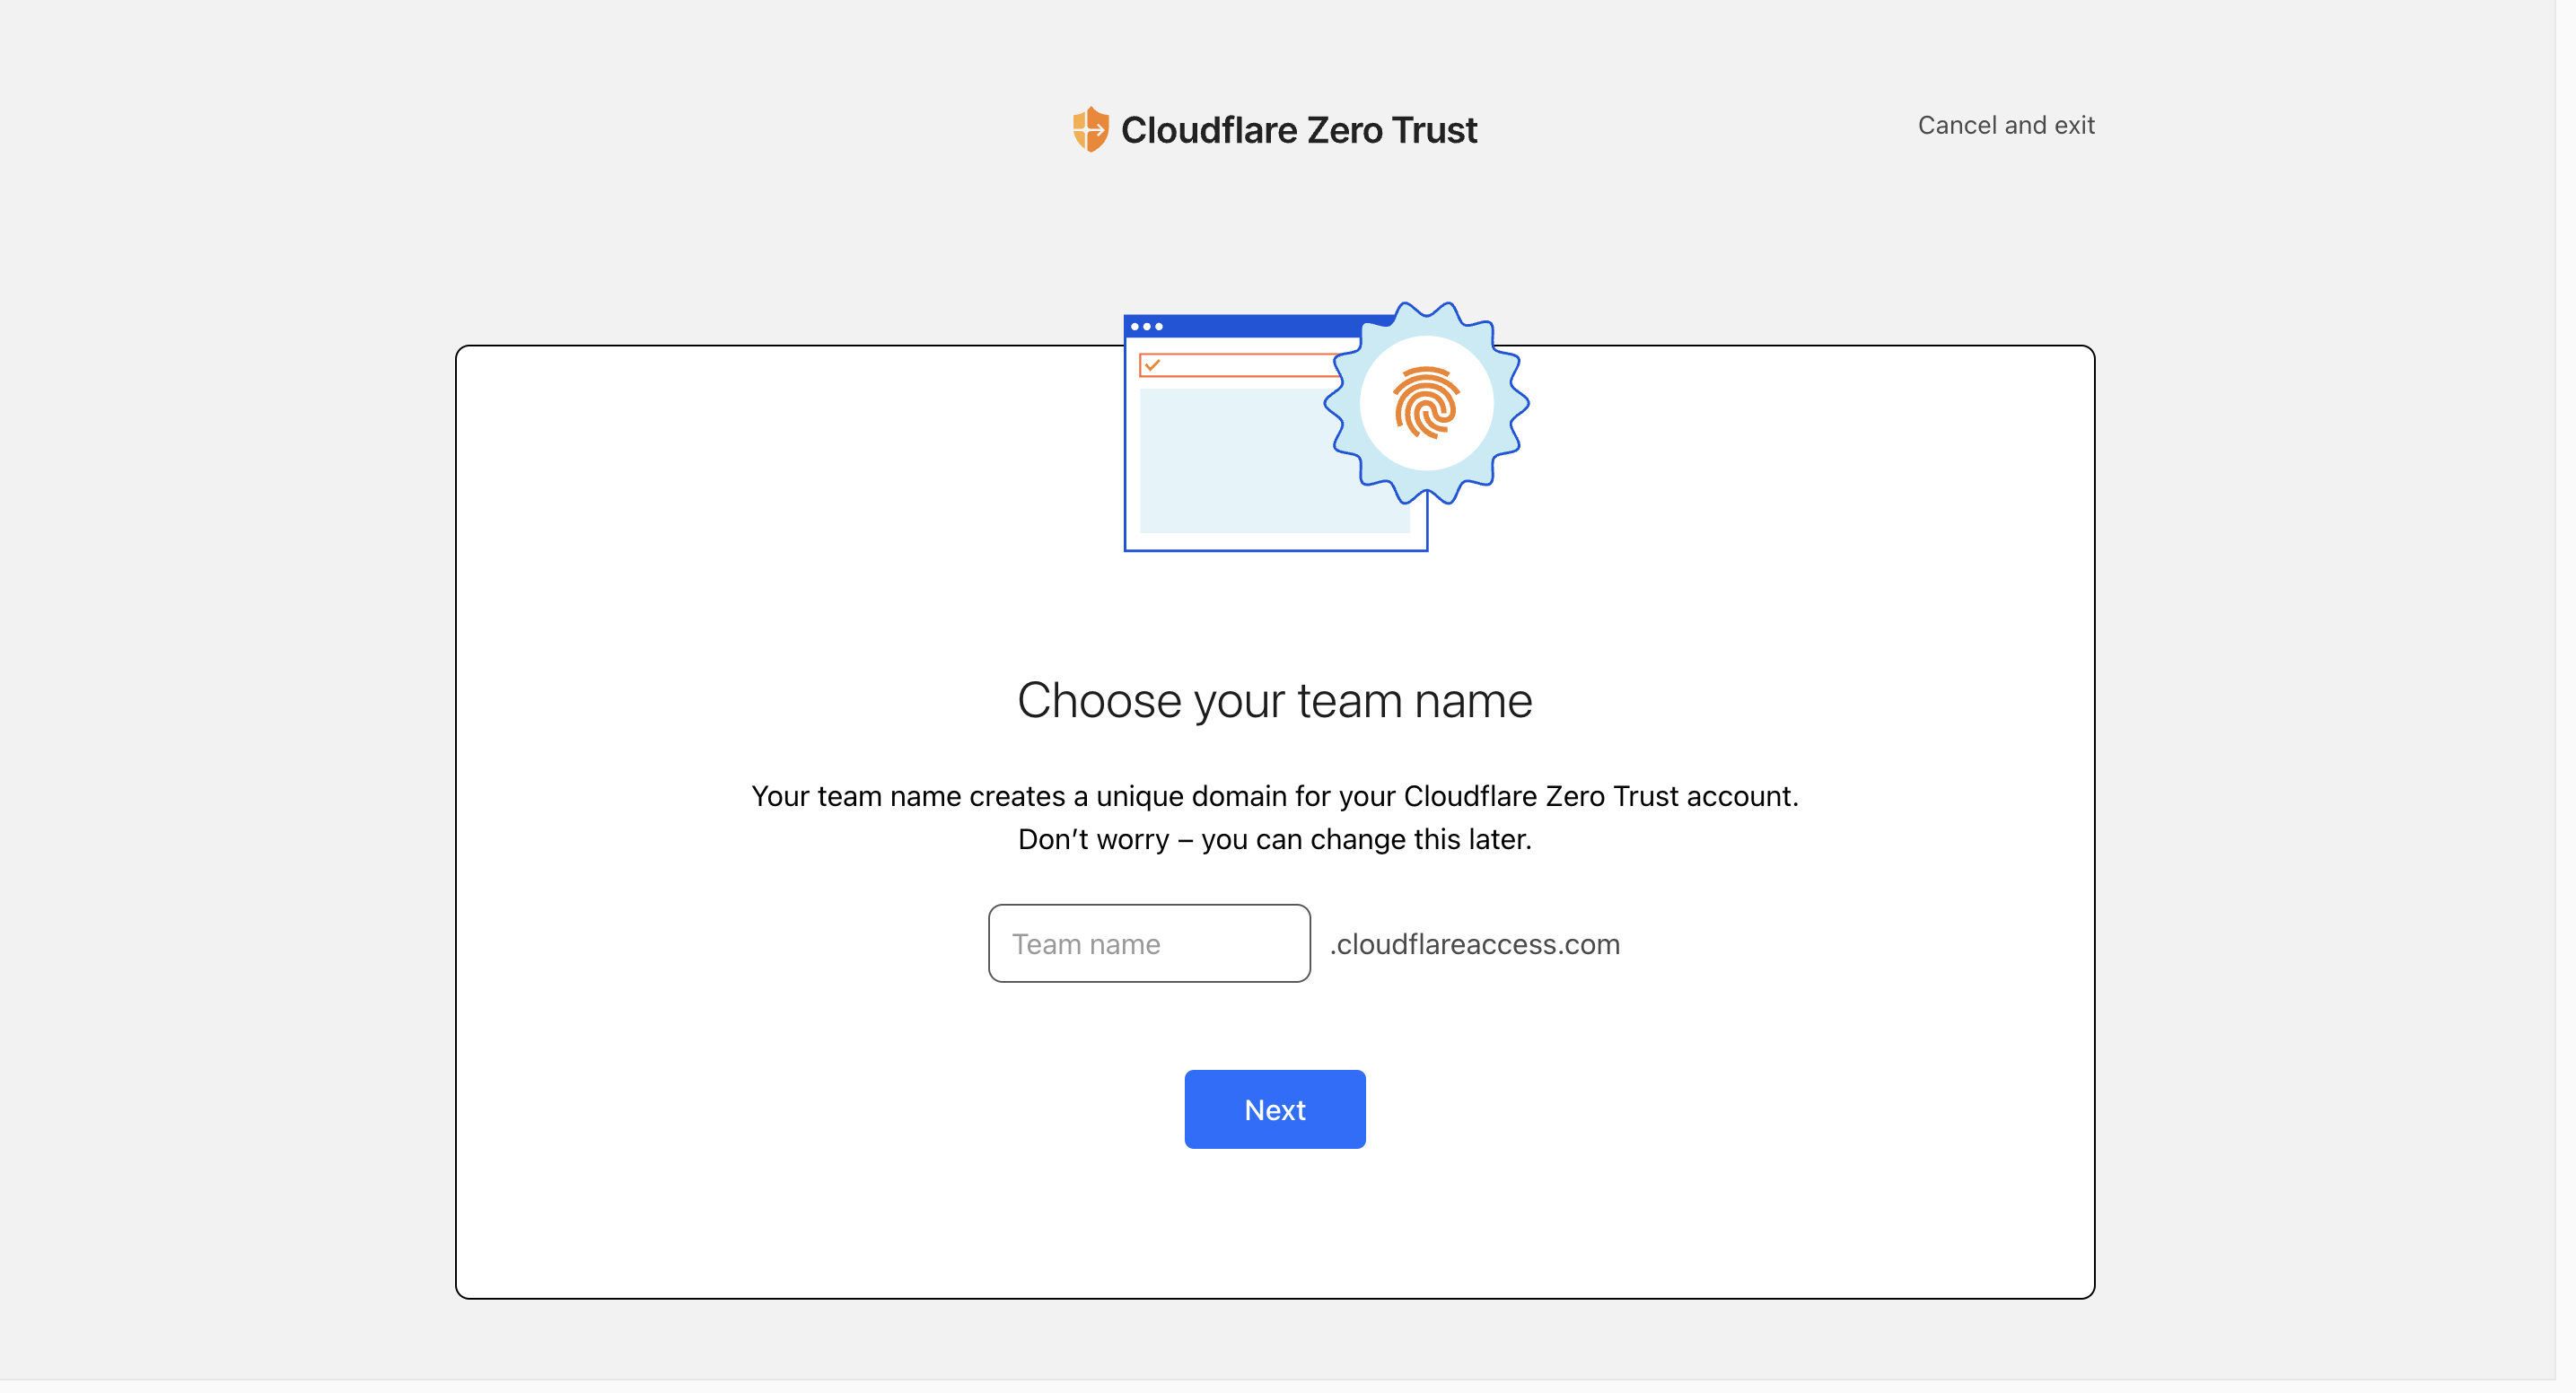 Cloudflare Zero Trust
Cancel and exit
Choose your team name
Your team name creates a unique domain for your Cloudflare Zero Trust account.
Don’t worry – you can change this later.
Team name .cloudflareaccess.com
Next